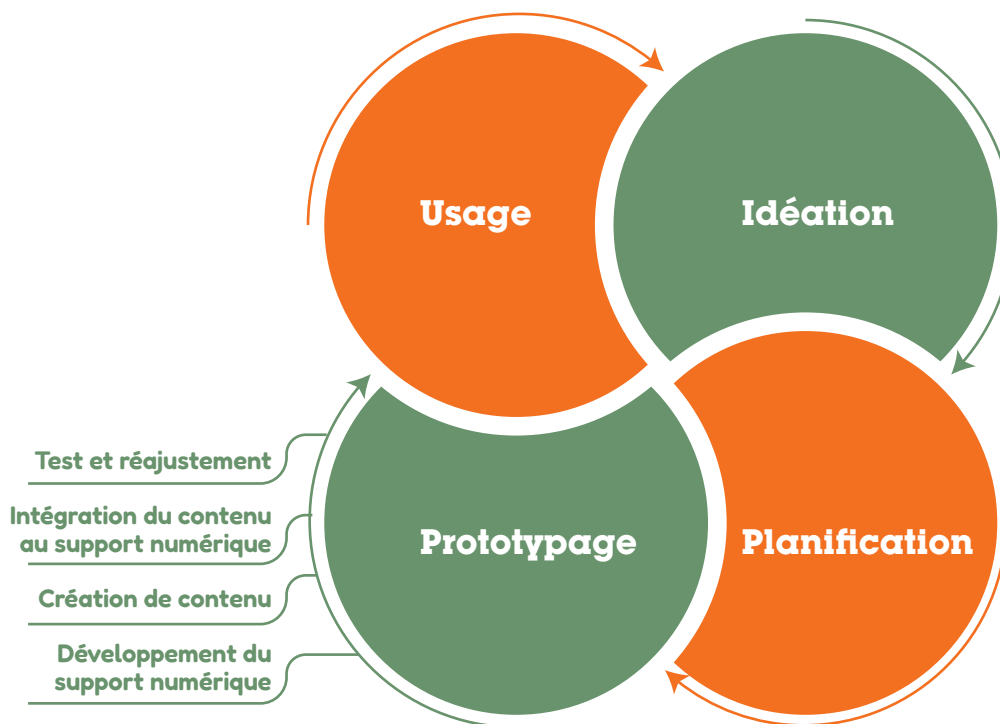 Usage
Idéation
Test et réajustement
Intégration du contenu
au support numérique
Prototypage
Planification
Création de contenu
Développement du
support numérique